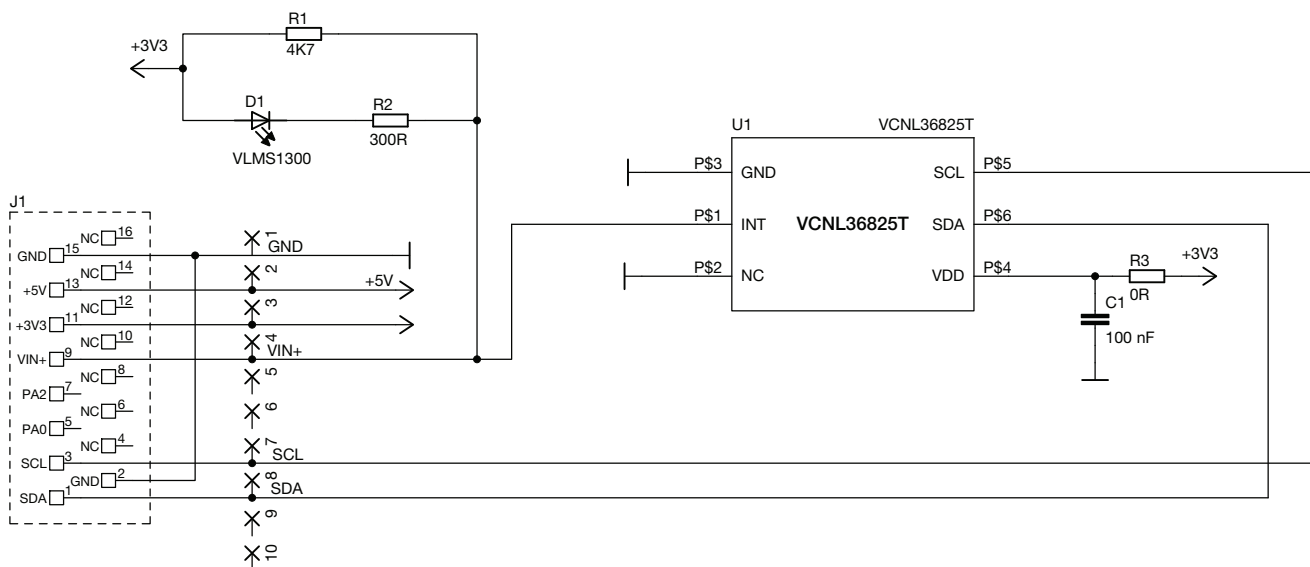 R1
4K7
+3V3
D1
R2
300R
VLMS1300
U1
VCNL36825T
P$3
GND
SCL
P$5
P$1
INT
VCNL36825T
SDA
P$6
P$2
NC
VDD
P$4
R3
0R
+3V3
C1
100 nF
J1
NC 16
GND 15
NC 14
+5V 13
NC 12
+3V3 11
NC 10
VIN+ 9
NC 8
PA2 7
NC 6
PA0 5
NC 4
SCL 3
GND 2
SDA 1
1
GND
2
+5V
3
4
VIN+
5
6
7
SCL
8
SDA
9
10